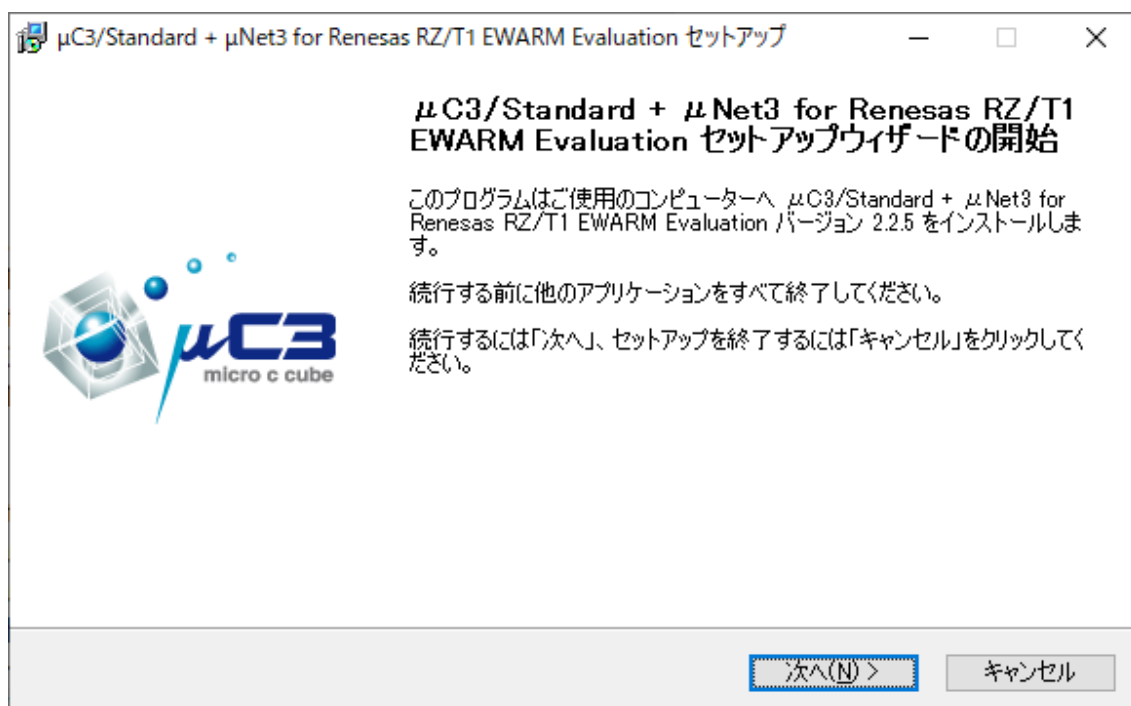 μC3/Standard + μNet3 for Renesas RZ/T1 EWARM Evaluation セットアップ
μC3/Standard + μNet3 for Renesas RZ/T1
EWARM Evaluation セットアップウィザードの開始
このプログラムはご使用のコンピューターへ μC3/Standard + μNet3 for
Renesas RZ/T1 EWARM Evaluation バージョン 2.2.5 をインストールしま
す。
続行する前に他のアプリケーションをすべて終了してください。
続行するには「次へ」、セットアップを終了するには「キャンセル」をクリックしてく
ださい。
μC3
micro c cube
次へ(N) >
キャンセル